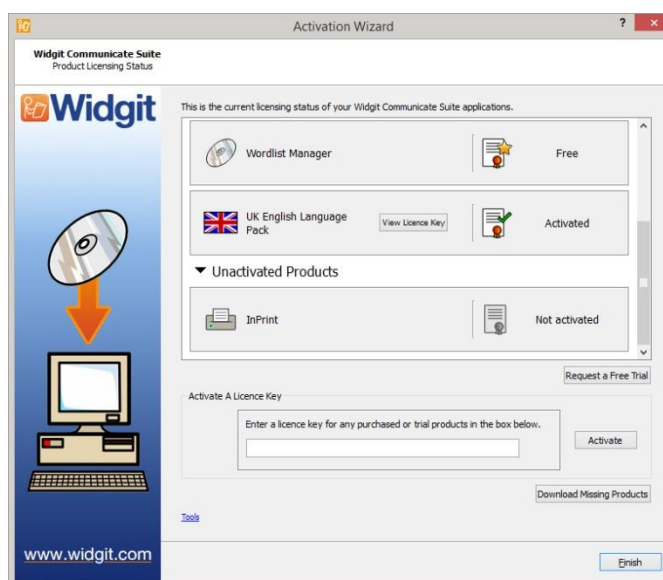 Activation Wizard
?
x
Widgit Communicate Suite
Product Licensing Status
Widgit
This is the current licensing status of your Widgit Communicate Suite applications.
Wordlist Manager
Free
UK English Language
Pack
View Licence Key
Activated
Unactivated Products
InPrint
Not activated
Request a Free Trial
Activate A Licence Key
Enter a licence key for any purchased or trial products in the box below.
Activate
Download Missing Products
Tools
www.widgit.com
Finish